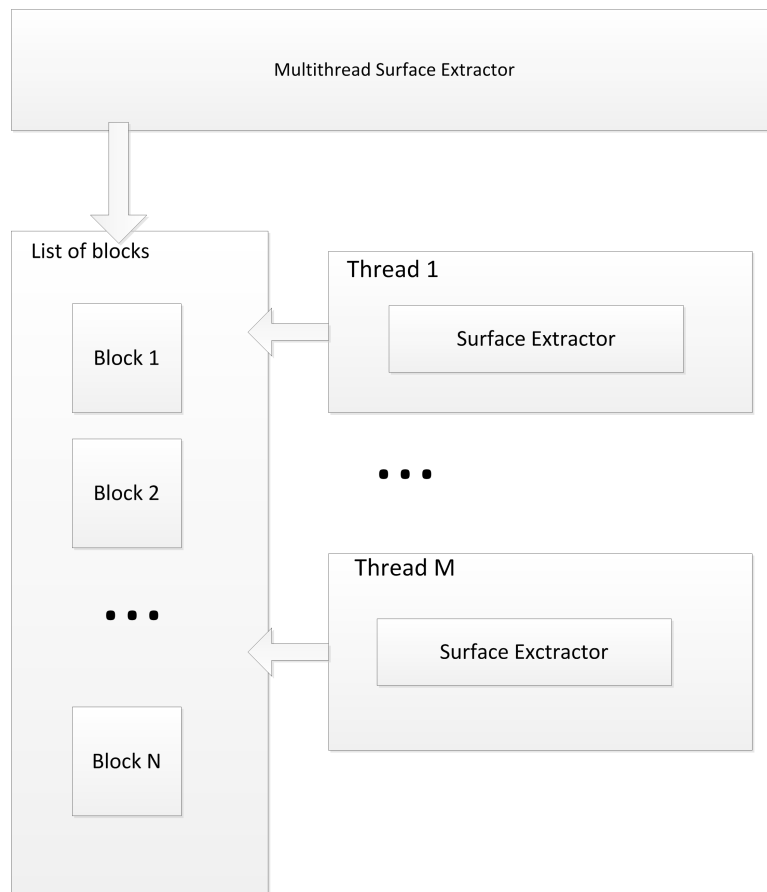 Multithread Surface Extractor
List of blocks
Block 1
Block 2
...
Block N
Thread 1
Surface Extractor
...
Thread M
Surface Exctractor